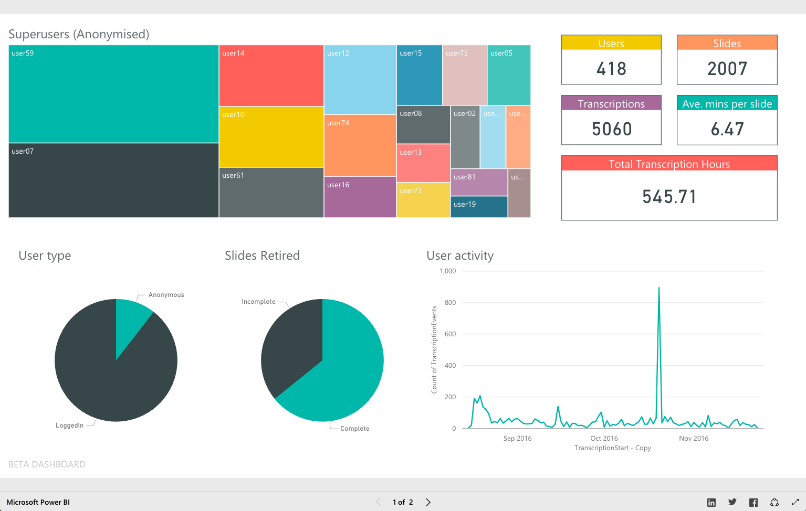 Superusers (Anonymised)
user59
user07
user14
user10
user61
user12
user74
user16
user15
user75
user05
user08
user13
user72
user02
use...
use...
user81
us...
user19
Users
418
Slides
2007
Transcriptions
5060
Ave. mins per slide
6.47
Total Transcription Hours
545.71
User type
Anonymous
LoggedIn
Slides Retired
Incomplete
Complete
User activity
Count of TranscriptionEvents
1,000
800
600
400
200
0
Sep 2016
Oct 2016
Nov 2016
TranscriptionStart - Copy
BETA DASHBOARD
Microsoft Power BI
1 of 2